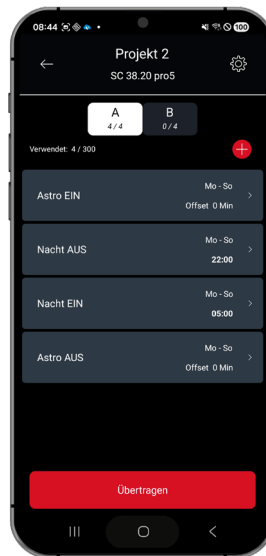 08:44
100
Projekt 2
SC 38.20 pro5
A
4 / 4
B
0 / 4
Verwendet: 4 / 300
Astro EIN
Mo - So
Offset 0 Min
Nacht AUS
Mo - So
22:00
Nacht EIN
Mo - So
05:00
Astro AUS
Mo - So
Offset 0 Min
Übertragen